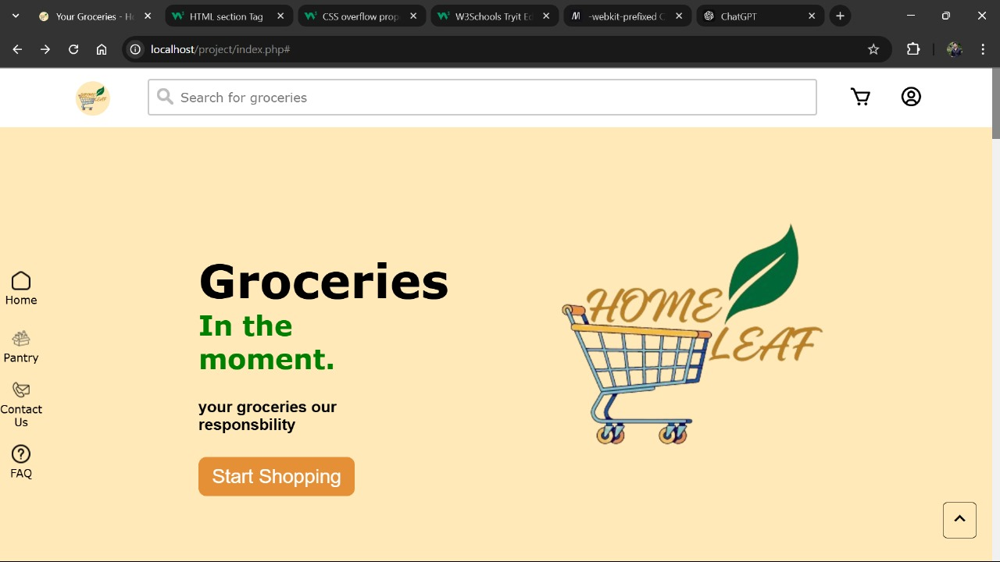 Your Groceries - Ho
HTML section Tag
CSS overflow prop
W3Schools Tryit Ed
-webkit-prefixed C
ChatGPT
localhost/project/index.php#
Search for groceries
Groceries
In the
moment.
your groceries our
responsbility
Start Shopping
HOME
LEAF
Home
Pantry
Contact
Us
FAQ